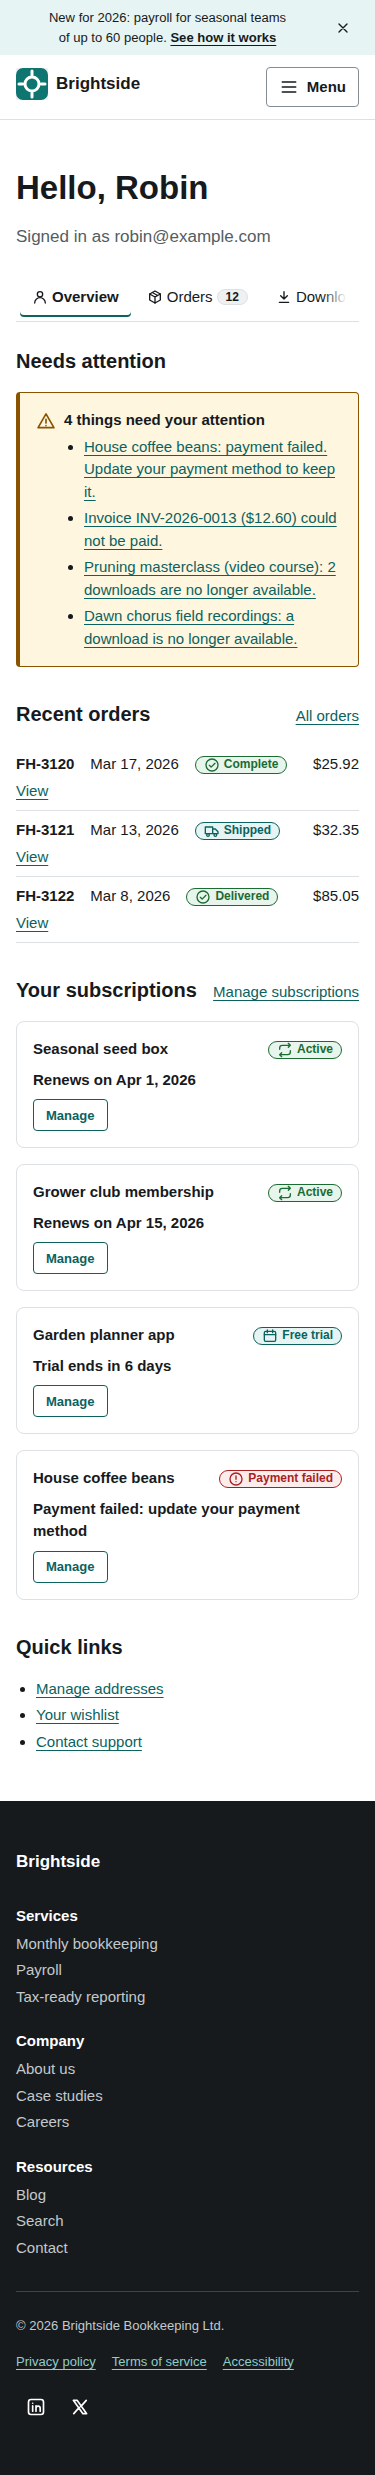 New for 2026: payroll for seasonal teams
of up to 60 people. See how it works
Brightside
Menu
Hello, Robin
Signed in as robin@example.com
Overview
Orders 12
Downlo
Needs attention
4 things need your attention
House coffee beans: payment failed.
Update your payment method to keep
it.
Invoice INV-2026-0013 ($12.60) could
not be paid.
Pruning masterclass (video course): 2
downloads are no longer available.
Dawn chorus field recordings: a
download is no longer available.
Recent orders
All orders
FH-3120 Mar 17, 2026 Complete $25.92
View
FH-3121 Mar 13, 2026 Shipped $32.35
View
FH-3122 Mar 8, 2026 Delivered $85.05
View
Your subscriptions
Manage subscriptions
Seasonal seed box
Active
Renews on Apr 1, 2026
Manage
Grower club membership
Active
Renews on Apr 15, 2026
Manage
Garden planner app
Free trial
Trial ends in 6 days
Manage
House coffee beans
Payment failed
Payment failed: update your payment
method
Manage
Quick links
Manage addresses
Your wishlist
Contact support
Brightside
Services
Monthly bookkeeping
Payroll
Tax-ready reporting
Company
About us
Case studies
Careers
Resources
Blog
Search
Contact
© 2026 Brightside Bookkeeping Ltd.
Privacy policy Terms of service Accessibility